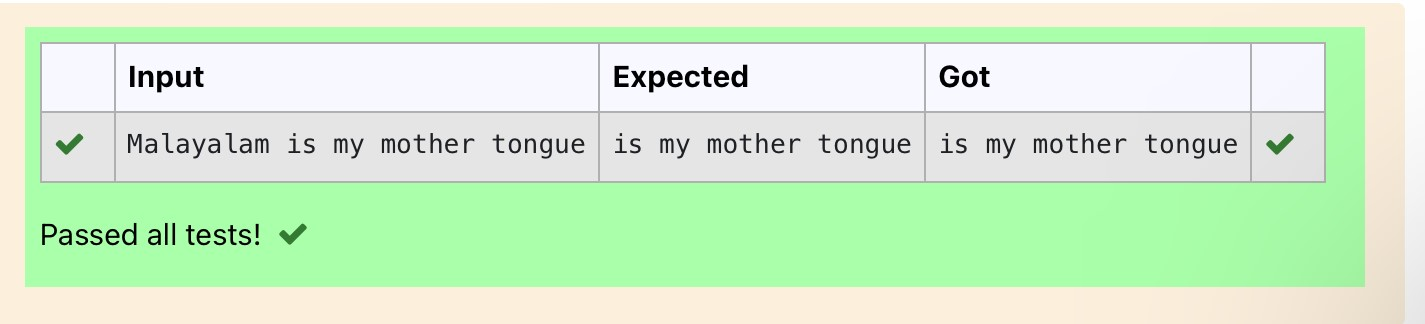 Input Expected Got
Malayalam is my mother tongue is my mother tongue is my mother tongue
Passed all tests!